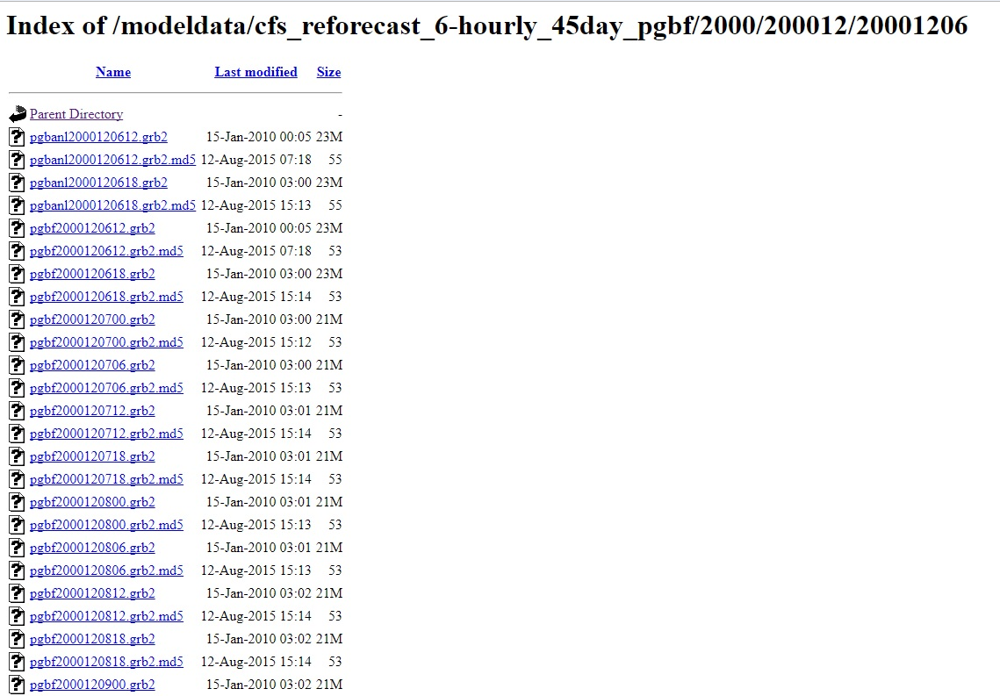 Index of /modeldata/cfs_reforecast_6-hourly_45day_pgbf/2000/200012/20001206
Name Last modified Size
Parent Directory -
pgbanl2000120612.grb2 15-Jan-2010 00:05 23M
pgbanl2000120612.grb2.md5 12-Aug-2015 07:18 55
pgbanl2000120618.grb2 15-Jan-2010 03:00 23M
pgbanl2000120618.grb2.md5 12-Aug-2015 15:13 55
pgbf2000120612.grb2 15-Jan-2010 00:05 23M
pgbf2000120612.grb2.md5 12-Aug-2015 07:18 53
pgbf2000120618.grb2 15-Jan-2010 03:00 23M
pgbf2000120618.grb2.md5 12-Aug-2015 15:14 53
pgbf2000120700.grb2 15-Jan-2010 03:00 21M
pgbf2000120700.grb2.md5 12-Aug-2015 15:12 53
pgbf2000120706.grb2 15-Jan-2010 03:00 21M
pgbf2000120706.grb2.md5 12-Aug-2015 15:13 53
pgbf2000120712.grb2 15-Jan-2010 03:01 21M
pgbf2000120712.grb2.md5 12-Aug-2015 15:14 53
pgbf2000120718.grb2 15-Jan-2010 03:01 21M
pgbf2000120718.grb2.md5 12-Aug-2015 15:14 53
pgbf2000120800.grb2 15-Jan-2010 03:01 21M
pgbf2000120800.grb2.md5 12-Aug-2015 15:13 53
pgbf2000120806.grb2 15-Jan-2010 03:01 21M
pgbf2000120806.grb2.md5 12-Aug-2015 15:13 53
pgbf2000120812.grb2 15-Jan-2010 03:02 21M
pgbf2000120812.grb2.md5 12-Aug-2015 15:14 53
pgbf2000120818.grb2 15-Jan-2010 03:02 21M
pgbf2000120818.grb2.md5 12-Aug-2015 15:14 53
pgbf2000120900.grb2 15-Jan-2010 03:02 21M